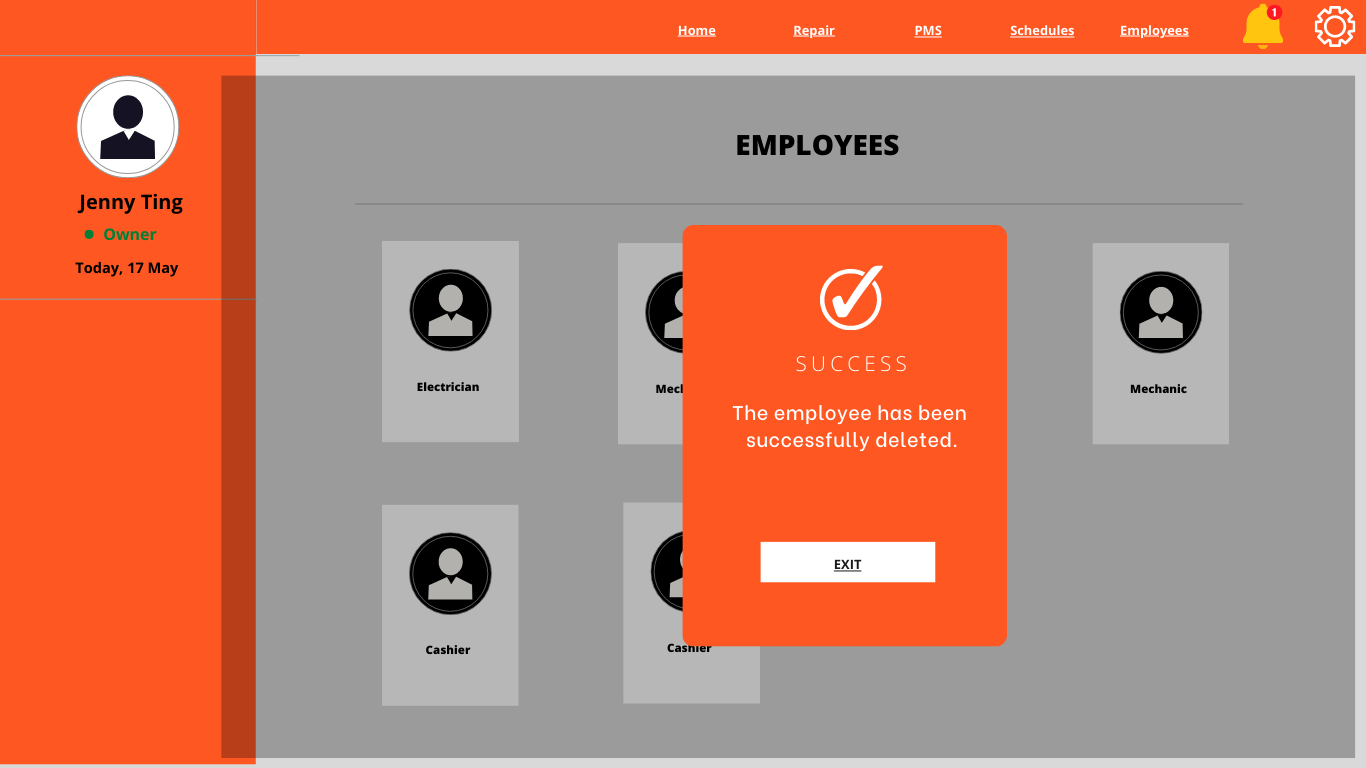 Home Repair PMS Schedules Employees 1
Jenny Ting
Owner
Today, 17 May
EMPLOYEES
Electrician
Mechanic
SUCCESS
The employee has been
successfully deleted.
EXIT
Cashier
Cashier